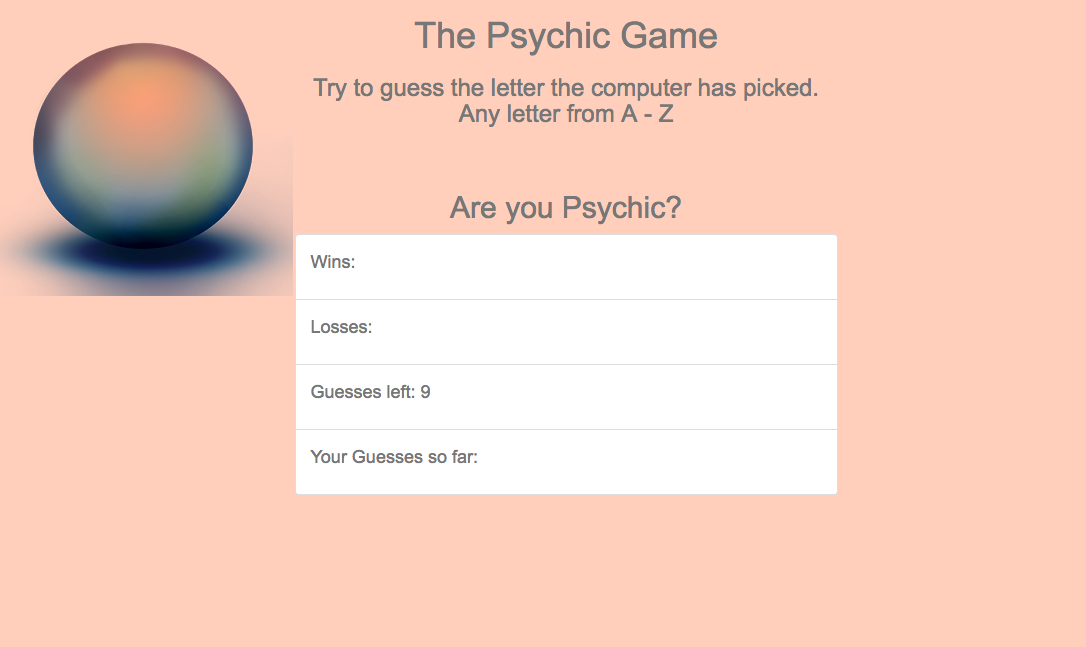 The Psychic Game
Try to guess the letter the computer has picked.
Any letter from A - Z
Are you Psychic?
Wins:
Losses:
Guesses left: 9
Your Guesses so far: